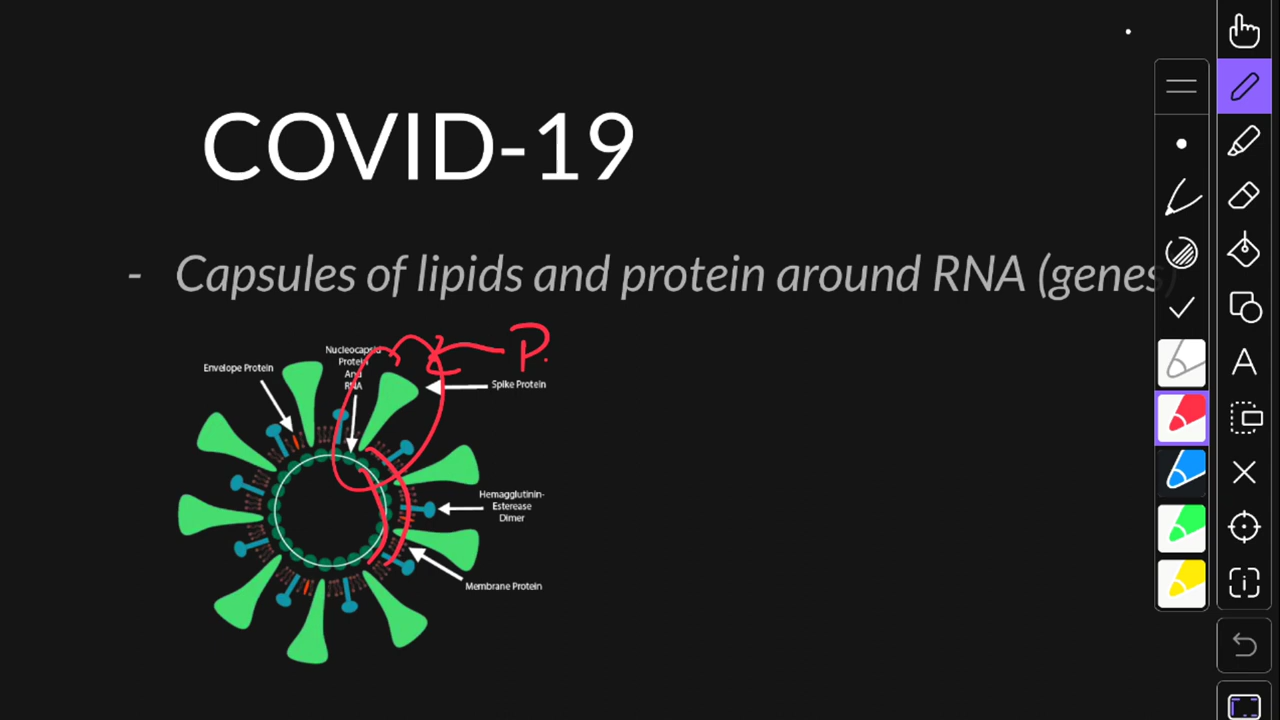 COVID-19
- Capsules of lipids and protein around RNA (genes)
P.
Nucleocapsid
Protein
And
RNA
Envelope Protein
Spike Protein
Hemagglutinin-
Esterease
Dimer
Membrane Protein
A